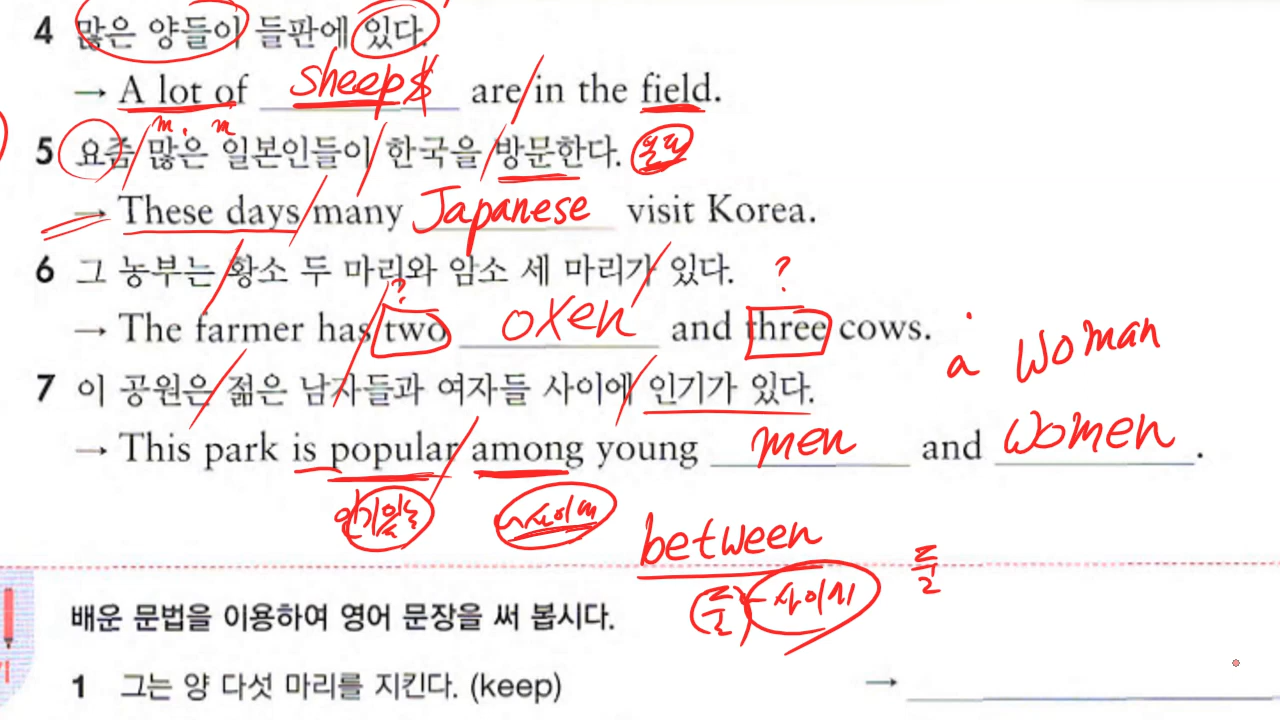 4 많은 양들이 들판에 있다.
→ A lot of sheep$ are in the field.
m. m
5 요즘 많은 일본인들이 한국을 방문한다.
→ These days many Japanese visit Korea.
6 그 농부는 황소 두 마리와 암소 세 마리가 있다. ?
?
→ The farmer has two oxen and three cows.
a woman
7 이 공원은 젊은 남자들과 여자들 사이에 인기가 있다.
→ This park is popular among young men and women.
인기있는 ~사이에
between 둘
둘 ~사이에
배운 문법을 이용하여 영어 문장을 써 봅시다.
1 그는 양 다섯 마리를 지킨다. (keep) →